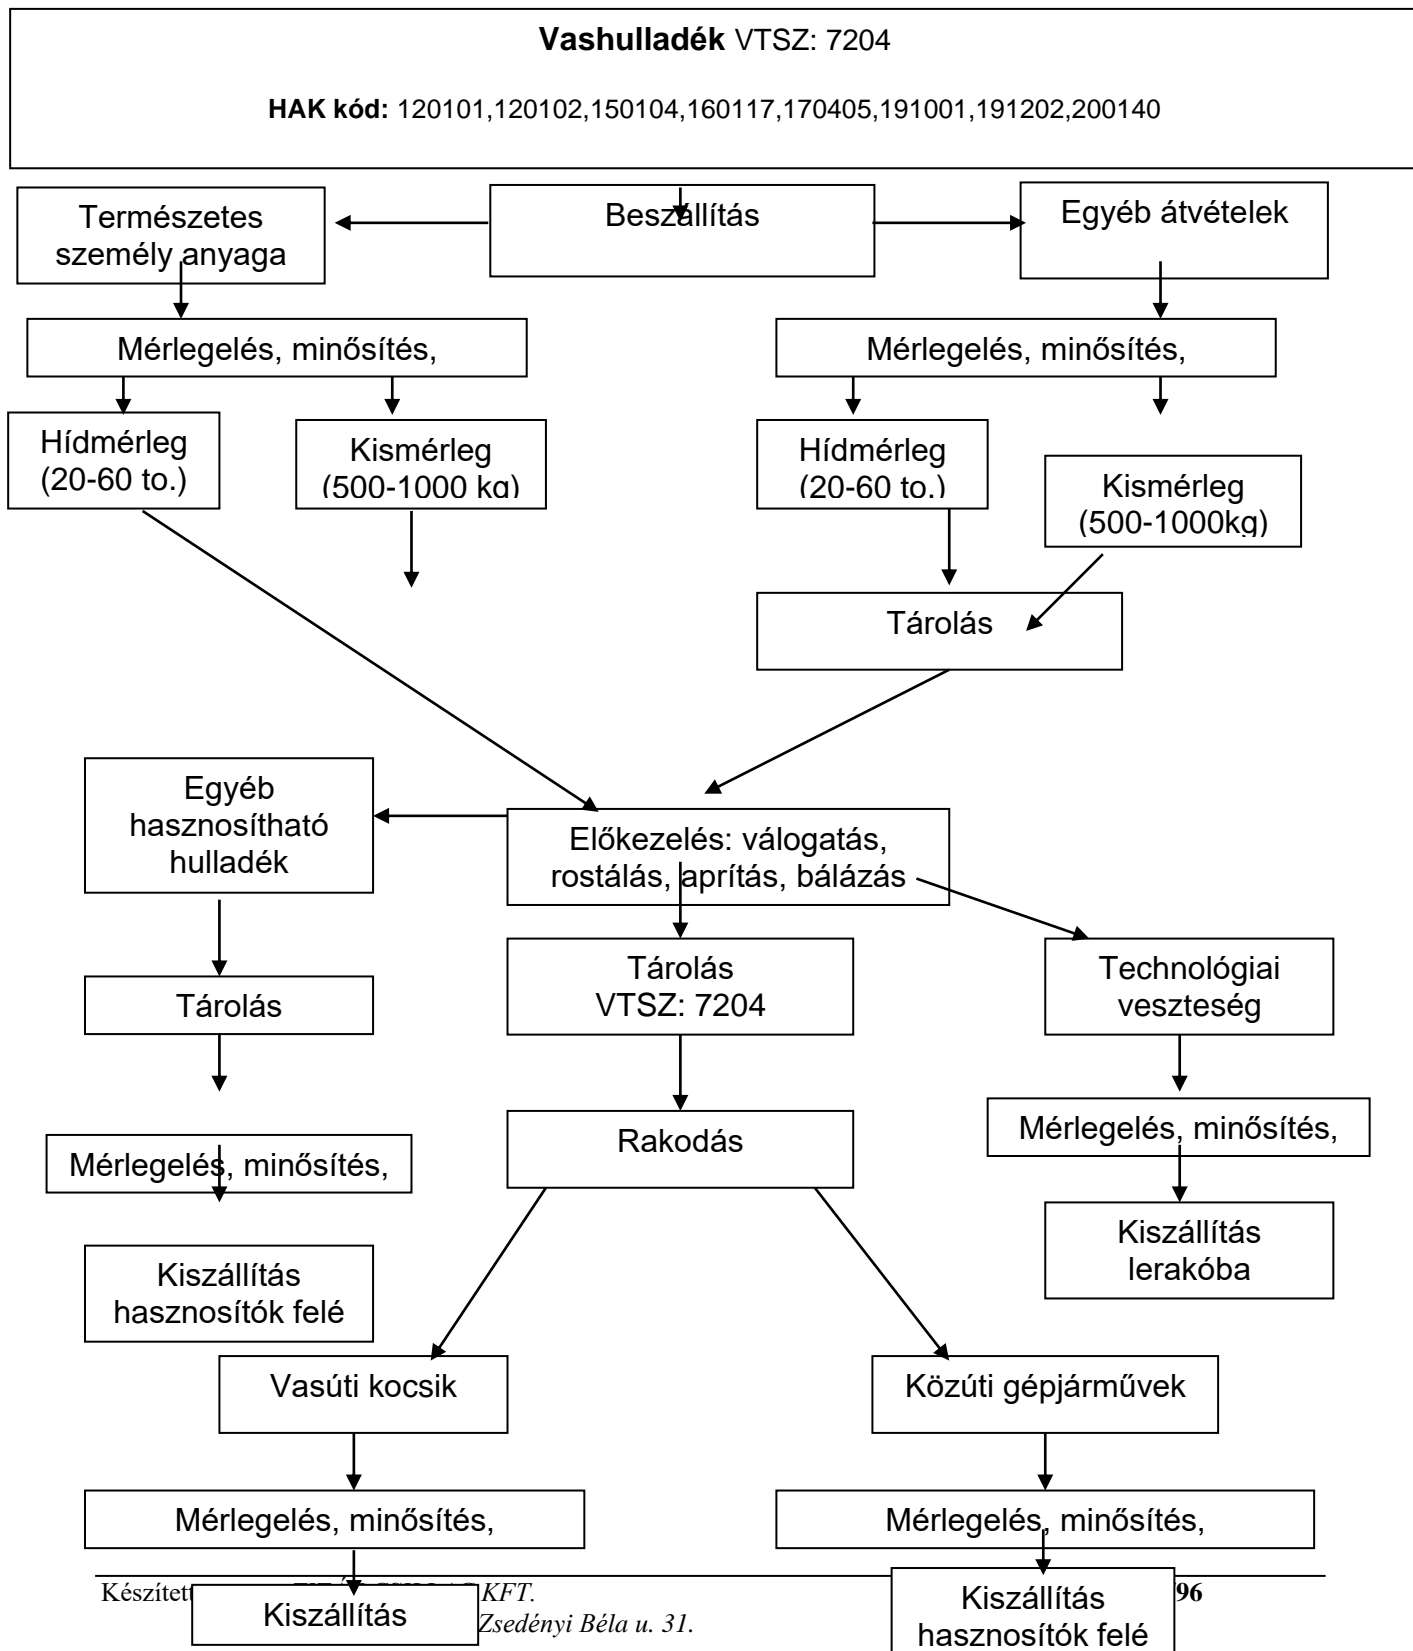 Vashulladék VTSZ: 7204
HAK kód: 120101,120102,150104,160117,170405,191001,191202,200140
Természetes
személy anyaga
Beszállítás
Egyéb átvételek
Mérlegelés, minősítés,
Mérlegelés, minősítés,
Hídmérleg
(20-60 to.)
Kismérleg
(500-1000 kg)
Hídmérleg
(20-60 to.)
Kismérleg
(500-1000kg)
Tárolás
Egyéb
hasznosítható
hulladék
Előkezelés: válogatás,
rostálás, aprítás, bálázás
Tárolás
Tárolás
VTSZ: 7204
Technológiai
veszteség
Mérlegelés, minősítés,
Rakodás
Mérlegelés, minősítés,
Kiszállítás
hasznosítók felé
Kiszállítás
lerakóba
Vasúti kocsik
Közúti gépjárművek
Mérlegelés, minősítés,
Mérlegelés, minősítés,
KFT.
96
Zsedényi Béla u. 31.
Kiszállítás
Kiszállítás
hasznosítók felé